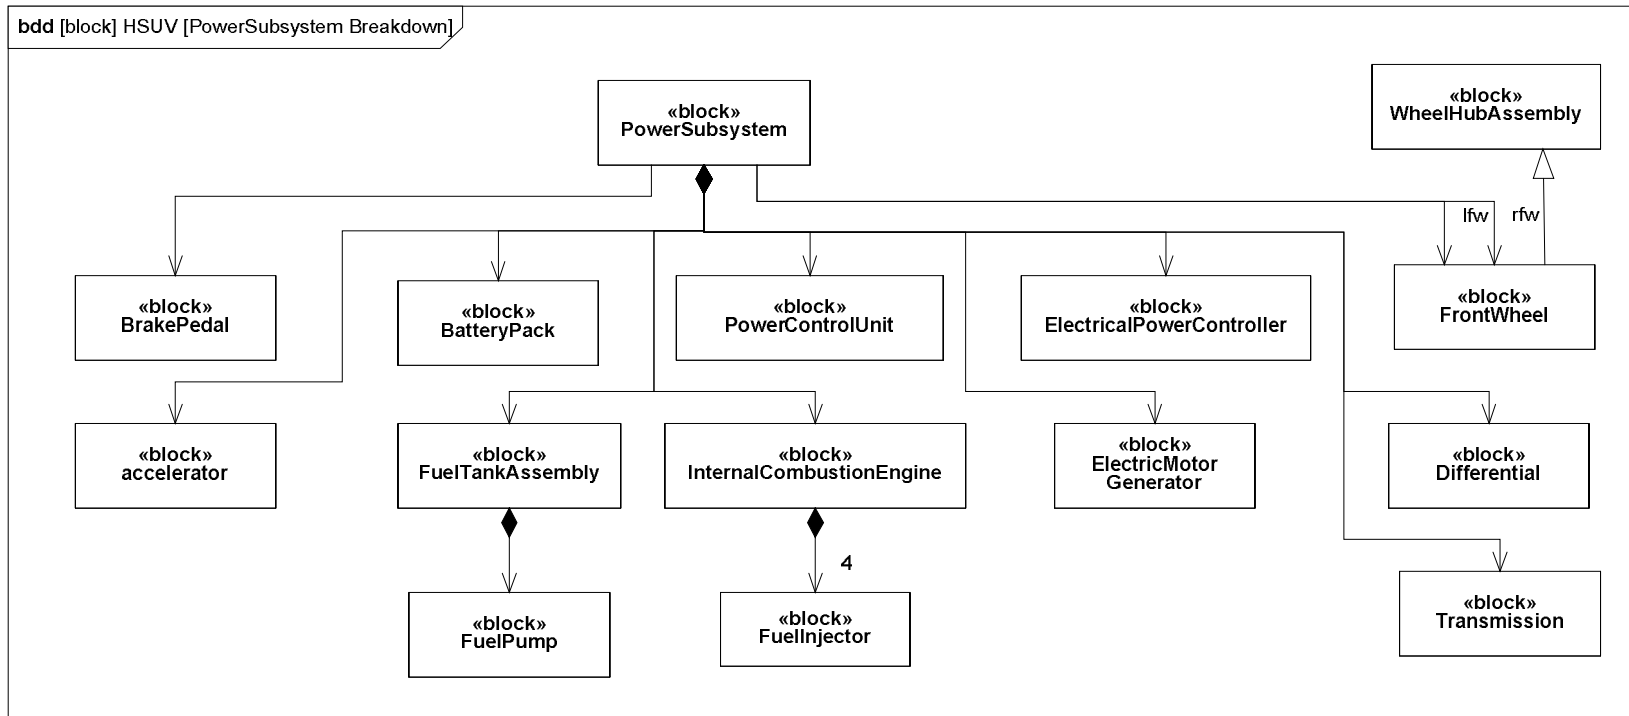 bdd [block] HSUV [PowerSubsystem Breakdown]
«block»
PowerSubsystem
«block»
WheelHubAssembly
lfw
rfw
«block»
BrakePedal
«block»
BatteryPack
«block»
PowerControlUnit
«block»
ElectricalPowerController
«block»
FrontWheel
«block»
accelerator
«block»
FuelTankAssembly
«block»
InternalCombustionEngine
«block»
ElectricMotor
Generator
«block»
Differential
4
«block»
FuelPump
«block»
FuelInjector
«block»
Transmission